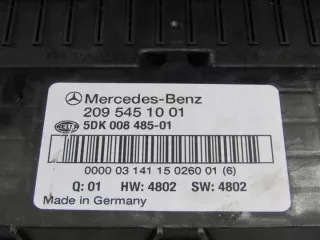 Mercedes-Benz
209 545 10 01
HELLA 5DK 008 485-01
0000 03 141 15 0260 01 (6)
Q: 01 HW: 4802 SW: 4802
Made in Germany